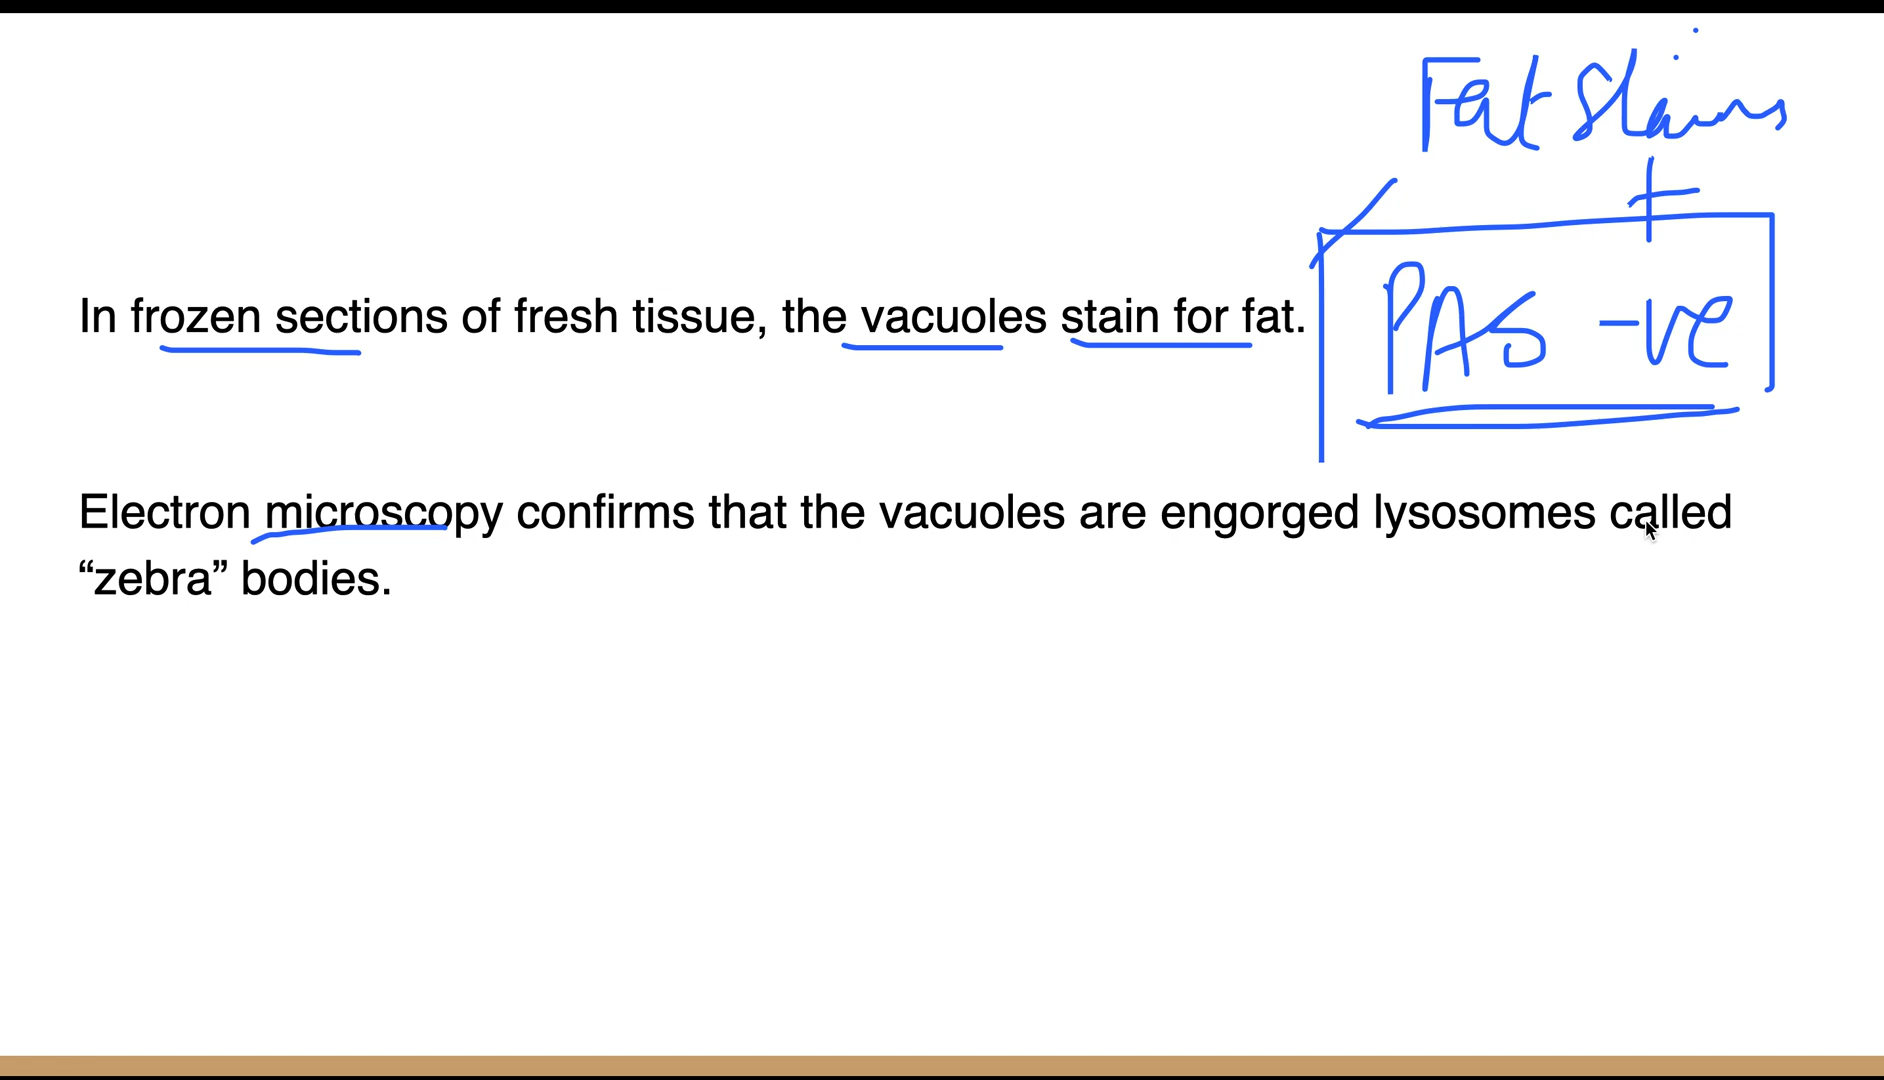 Fat Stains
+
In frozen sections of fresh tissue, the vacuoles stain for fat.
PAS -ve
Electron microscopy confirms that the vacuoles are engorged lysosomes called
“zebra” bodies.